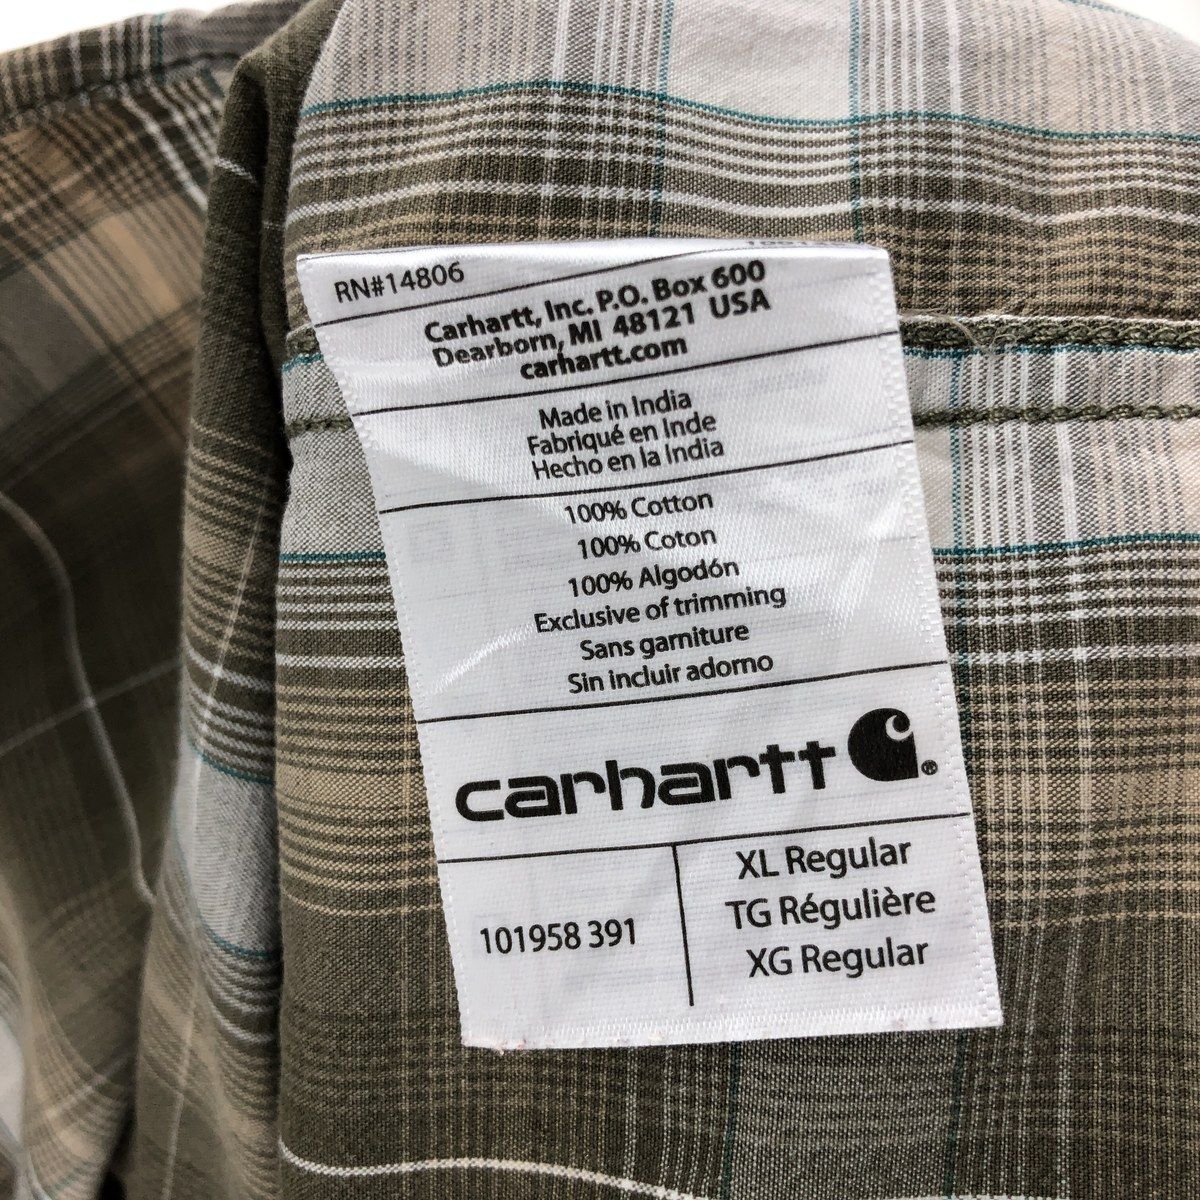 RN#14806
Carhartt, Inc. P.O. Box 600
Dearborn, MI 48121 USA
carhartt.com
Made in India
Fabriqué en Inde
Hecho en la India
100% Cotton
100% Coton
100% Algodón
Exclusive of trimming
Sans garniture
Sin incluir adorno
carhartt ®
101958 391
XL Regular
TG Régulière
XG Regular